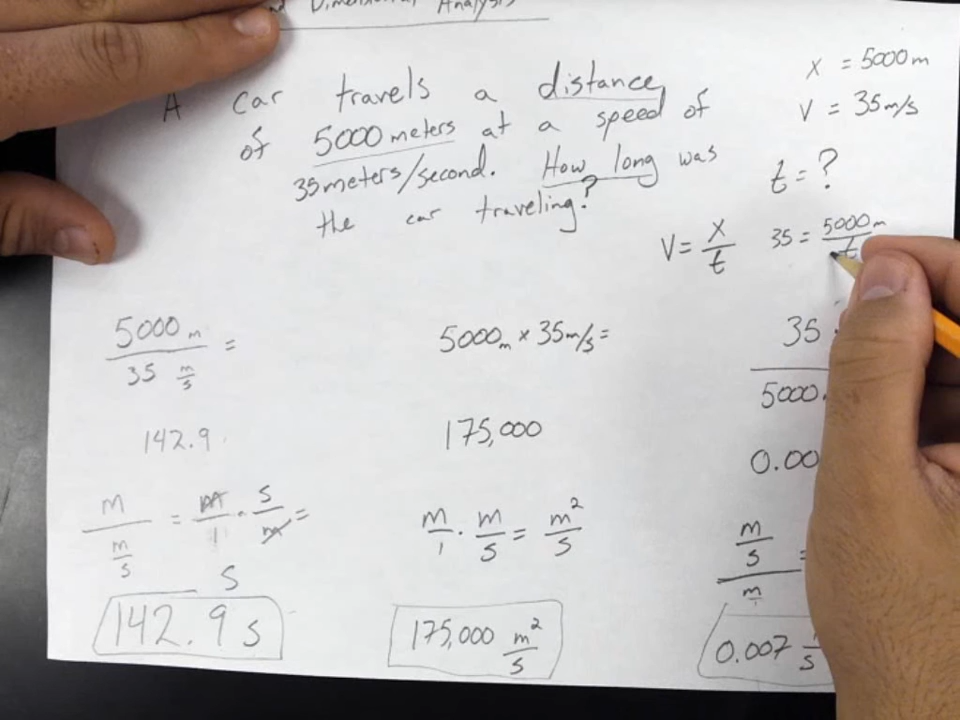 Dimensional Analysis
A car travels a distance
of 5000 meters at a speed of
35 meters/second. How long was
the car traveling?
x = 5000 m
v = 35 m/s
t = ?
V = x/t 35 = 5000 m/t
5000 m / 35 m/s =
142.9
m / m/s = m/1 · s/m =
s
142.9 s
5000 m × 35 m/s =
175,000
m/1 · m/s = m²/s
175,000 m²/s
35
5000
0.00
m/s / m =
0.007 /s